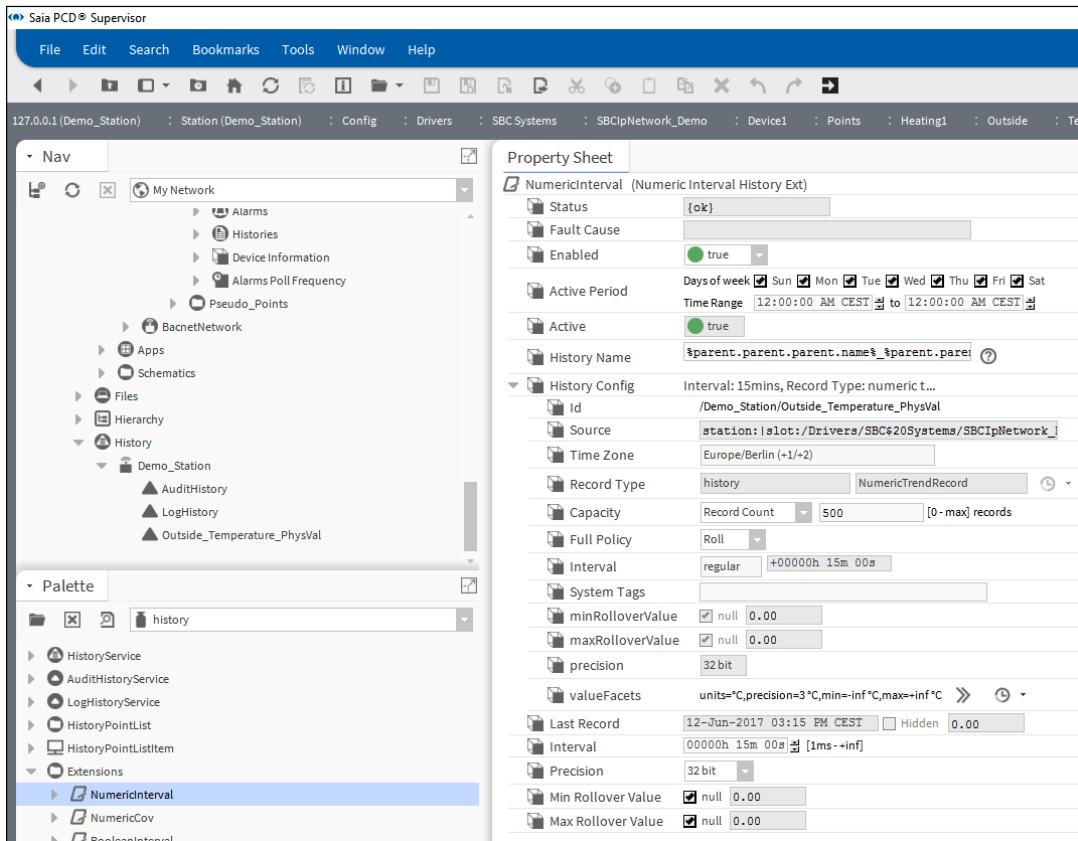 Saia PCD® Supervisor
File Edit Search Bookmarks Tools Window Help
127.0.0.1 (Demo_Station) : Station (Demo_Station) : Config : Drivers : SBC Systems : SBCIpNetwork_Demo : Device1 : Points : Heating1 : Outside : Te
Nav
My Network
Alarms
Histories
Device Information
Alarms Poll Frequency
Pseudo_Points
BacnetNetwork
Apps
Schematics
Files
Hierarchy
History
Demo_Station
AuditHistory
LogHistory
Outside_Temperature_PhysVal
Palette
history
HistoryService
AuditHistoryService
LogHistoryService
HistoryPointList
HistoryPointListItem
Extensions
NumericInterval
NumericCov
BooleanInterval
Property Sheet
NumericInterval (Numeric Interval History Ext)
Status {ok}
Fault Cause
Enabled true
Active Period Days of week Sun Mon Tue Wed Thu Fri Sat
Time Range 12:00:00 AM CEST to 12:00:00 AM CEST
Active true
History Name %parent.parent.parent.name%_%parent.parei
History Config Interval: 15mins, Record Type: numeric t...
Id /Demo_Station/Outside_Temperature_PhysVal
Source station:|slot:/Drivers/SBC$20Systems/SBCIpNetwork_
Time Zone Europe/Berlin (+1/+2)
Record Type history NumericTrendRecord
Capacity Record Count 500 [0 - max] records
Full Policy Roll
Interval regular +00000h 15m 00s
System Tags
minRolloverValue null 0.00
maxRolloverValue null 0.00
precision 32 bit
valueFacets units=°C,precision=3 °C,min=-inf °C,max=+inf °C
Last Record 12-Jun-2017 03:15 PM CEST Hidden 0.00
Interval 00000h 15m 00s [1ms-+inf]
Precision 32 bit
Min Rollover Value null 0.00
Max Rollover Value null 0.00